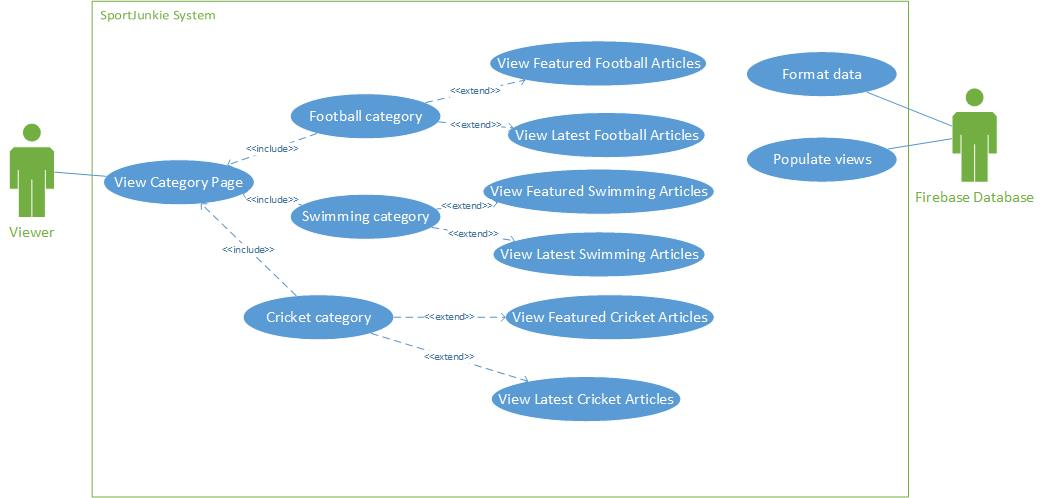 SportJunkie System
View Featured Football Articles
Format data
<<extend>>
Football category
<<extend>>
View Latest Football Articles
<<include>>
Populate views
View Category Page
View Featured Swimming Articles
Firebase Database
<<include>>
<<extend>>
Swimming category
Viewer
<<extend>>
<<include>>
View Latest Swimming Articles
Cricket category
<<extend>>
View Featured Cricket Articles
<<extend>>
View Latest Cricket Articles